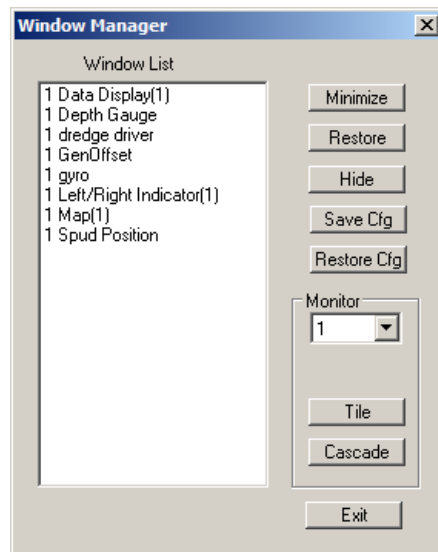 Window Manager
Window List
1 Data Display(1)
1 Depth Gauge
1 dredge driver
1 GenOffset
1 gyro
1 Left/Right Indicator(1)
1 Map(1)
1 Spud Position
Minimize
Restore
Hide
Save Cfg
Restore Cfg
Monitor
1
Tile
Cascade
Exit